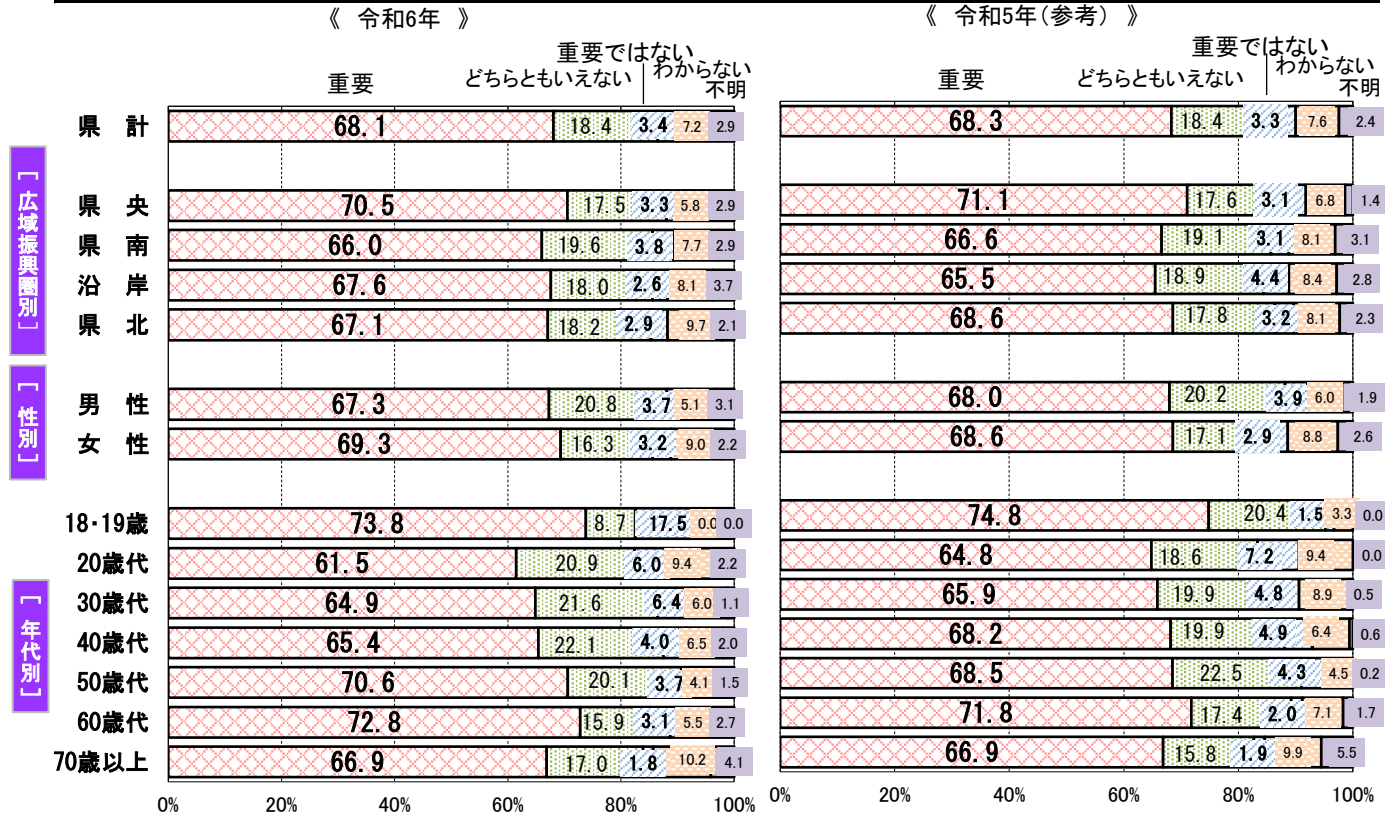 《 令和6年 》
重要 どちらともいえない 重要ではない わからない 不明
県 計 68.1 18.4 3.4 7.2 2.9
[広域振興圏別]
県 央 70.5 17.5 3.3 5.8 2.9
県 南 66.0 19.6 3.8 7.7 2.9
沿 岸 67.6 18.0 2.6 8.1 3.7
県 北 67.1 18.2 2.9 9.7 2.1
[性別]
男 性 67.3 20.8 3.7 5.1 3.1
女 性 69.3 16.3 3.2 9.0 2.2
[年代別]
18・19歳 73.8 8.7 17.5 0.0 0.0
20歳代 61.5 20.9 6.0 9.4 2.2
30歳代 64.9 21.6 6.4 6.0 1.1
40歳代 65.4 22.1 4.0 6.5 2.0
50歳代 70.6 20.1 3.7 4.1 1.5
60歳代 72.8 15.9 3.1 5.5 2.7
70歳以上 66.9 17.0 1.8 10.2 4.1
0% 20% 40% 60% 80% 100%
《 令和5年(参考) 》
重要 どちらともいえない 重要ではない わからない 不明
68.3 18.4 3.3 7.6 2.4
71.1 17.6 3.1 6.8 1.4
66.6 19.1 3.1 8.1 3.1
65.5 18.9 4.4 8.4 2.8
68.6 17.8 3.2 8.1 2.3
68.0 20.2 3.9 6.0 1.9
68.6 17.1 2.9 8.8 2.6
74.8 20.4 1.5 3.3 0.0
64.8 18.6 7.2 9.4 0.0
65.9 19.9 4.8 8.9 0.5
68.2 19.9 4.9 6.4 0.6
68.5 22.5 4.3 4.5 0.2
71.8 17.4 2.0 7.1 1.7
66.9 15.8 1.9 9.9 5.5
0% 20% 40% 60% 80% 100%